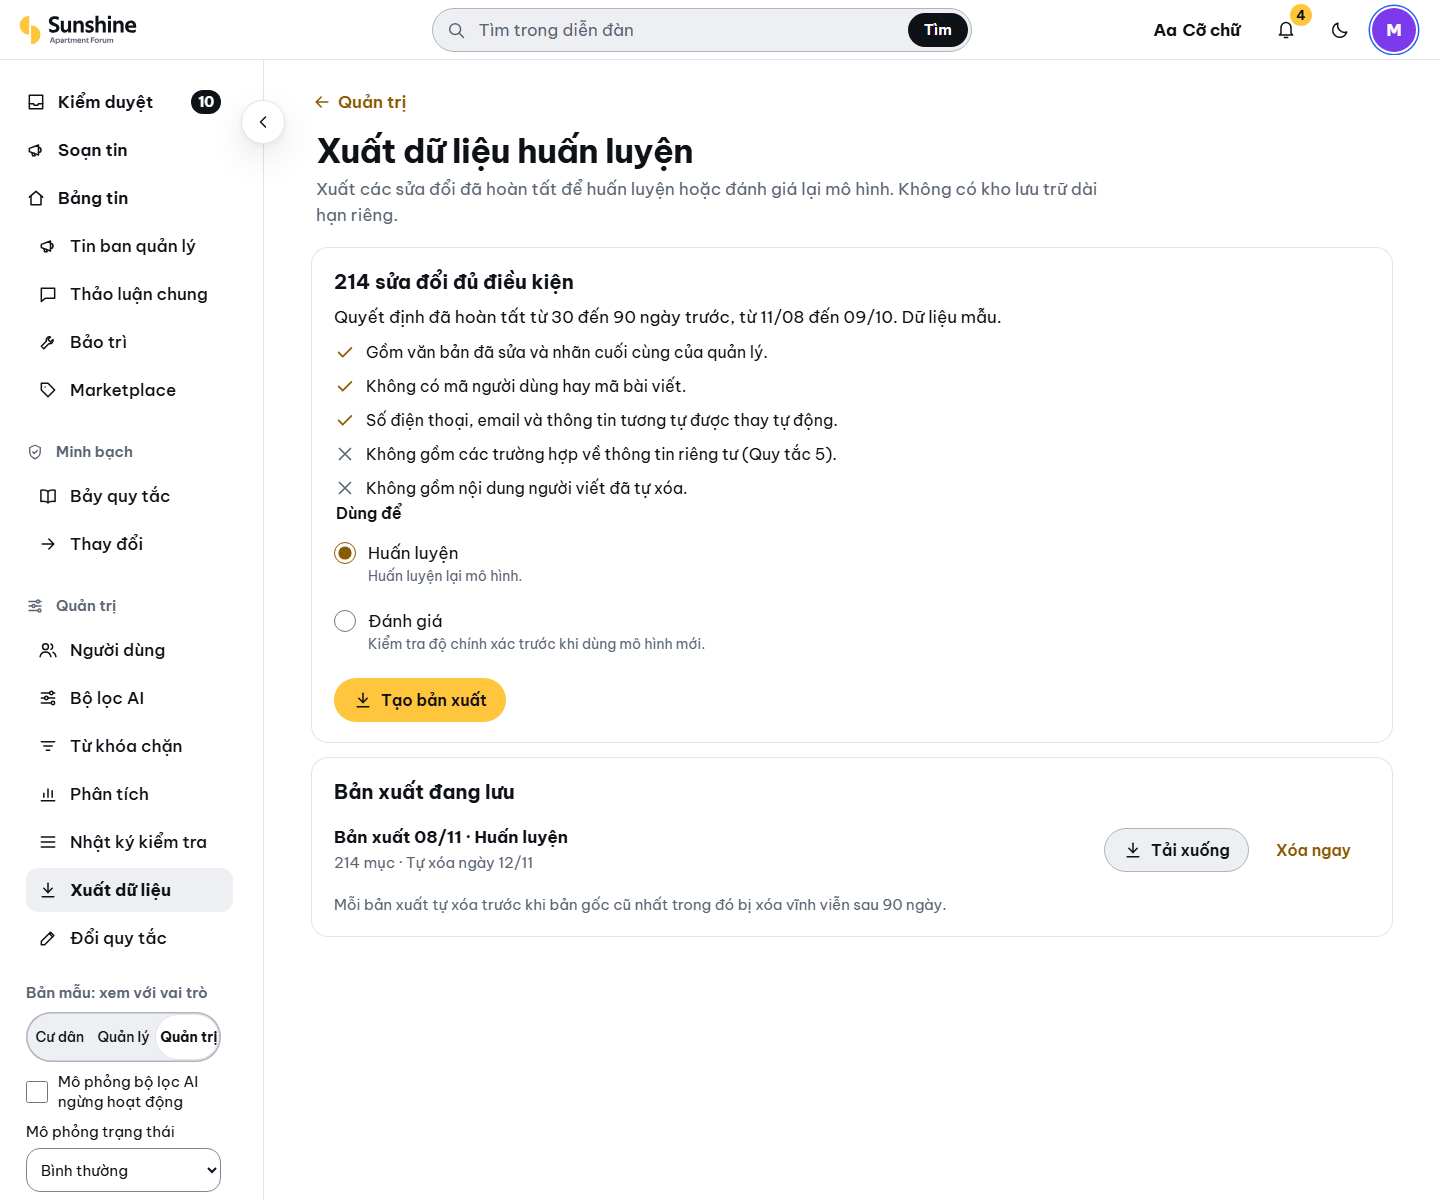 Sunshine
Apartment Forum
Tìm trong diễn đàn
Tìm
Aa Cỡ chữ
4
M
Kiểm duyệt
10
Soạn tin
Bảng tin
Tin ban quản lý
Thảo luận chung
Bảo trì
Marketplace
Minh bạch
Bảy quy tắc
Thay đổi
Quản trị
Người dùng
Bộ lọc AI
Từ khóa chặn
Phân tích
Nhật ký kiểm tra
Xuất dữ liệu
Đổi quy tắc
Bản mẫu: xem với vai trò
Cư dân
Quản lý
Quản trị
Mô phỏng bộ lọc AI
ngừng hoạt động
Mô phỏng trạng thái
Bình thường
Quản trị
Xuất dữ liệu huấn luyện
Xuất các sửa đổi đã hoàn tất để huấn luyện hoặc đánh giá lại mô hình. Không có kho lưu trữ dài
hạn riêng.
214 sửa đổi đủ điều kiện
Quyết định đã hoàn tất từ 30 đến 90 ngày trước, từ 11/08 đến 09/10. Dữ liệu mẫu.
Gồm văn bản đã sửa và nhãn cuối cùng của quản lý.
Không có mã người dùng hay mã bài viết.
Số điện thoại, email và thông tin tương tự được thay tự động.
Không gồm các trường hợp về thông tin riêng tư (Quy tắc 5).
Không gồm nội dung người viết đã tự xóa.
Dùng để
Huấn luyện
Huấn luyện lại mô hình.
Đánh giá
Kiểm tra độ chính xác trước khi dùng mô hình mới.
Tạo bản xuất
Bản xuất đang lưu
Bản xuất 08/11 · Huấn luyện
214 mục · Tự xóa ngày 12/11
Tải xuống
Xóa ngay
Mỗi bản xuất tự xóa trước khi bản gốc cũ nhất trong đó bị xóa vĩnh viễn sau 90 ngày.